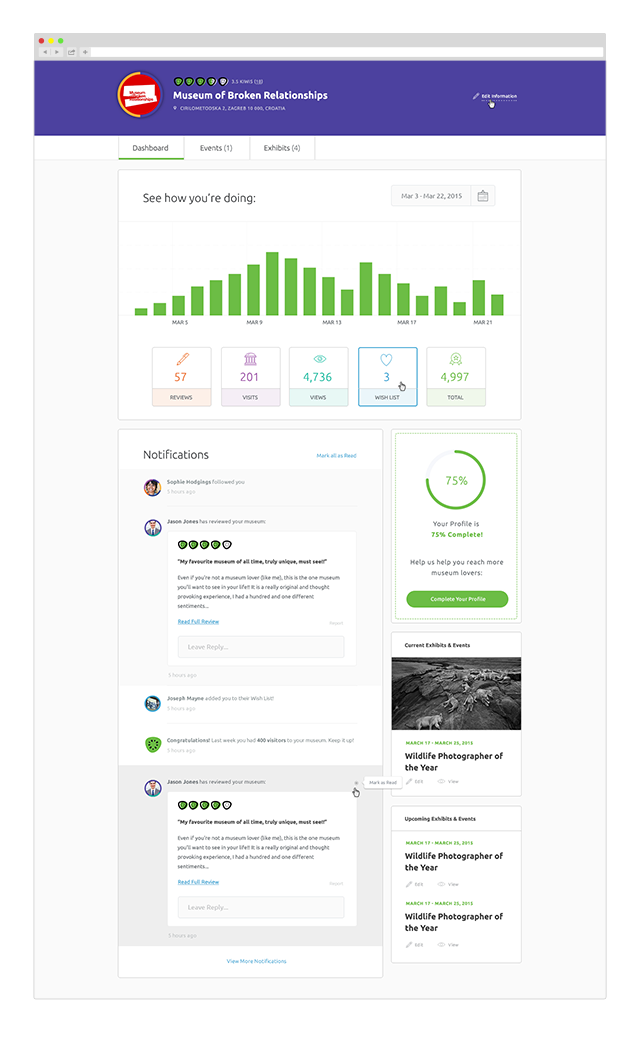 Museum of Broken Relationships
3.5 KIWIS (18)
Museum of Broken Relationships
CIRILOMETODSKA 2, ZAGREB 10 000, CROATIA
Edit Information
Dashboard
Events (1)
Exhibits (4)
See how you're doing:
Mar 3 - Mar 22, 2015
MAR 5
MAR 9
MAR 13
MAR 17
MAR 21
57
REVIEWS
201
VISITS
4,736
VIEWS
3
WISH LIST
4,997
TOTAL
Notifications
Mark all as Read
Sophie Hodgings followed you
5 hours ago
Jason Jones has reviewed your museum:
"My favourite museum of all time, truly unique, must see!!"
Even if you're not a museum lover (like me), this is the one museum
you'll want to see in your life!! It is a really original and thought
provoking experience, I had a hundred and one different
sentiments...
Read Full Review
Report
Leave Reply...
5 hours ago
Joseph Mayne added you to their Wish List!
5 hours ago
Congratulations! Last week you had 400 visitors to your museum. Keep it up!
5 hours ago
Jason Jones has reviewed your museum:
Mark as Read
"My favourite museum of all time, truly unique, must see!!"
Even if you're not a museum lover (like me), this is the one museum
you'll want to see in your life!! It is a really original and thought
provoking experience, I had a hundred and one different
sentiments...
Read Full Review
Report
Leave Reply...
5 hours ago
View More Notifications
75%
Your Profile is
75% Complete!
Help us help you reach more
museum lovers:
Complete Your Profile
Current Exhibits & Events
MARCH 17 - MARCH 25, 2015
Wildlife Photographer of
the Year
Edit
View
Upcoming Exhibits & Events
MARCH 17 - MARCH 25, 2015
Wildlife Photographer of
the Year
Edit
View
MARCH 17 - MARCH 25, 2015
Wildlife Photographer of
the Year
Edit
View